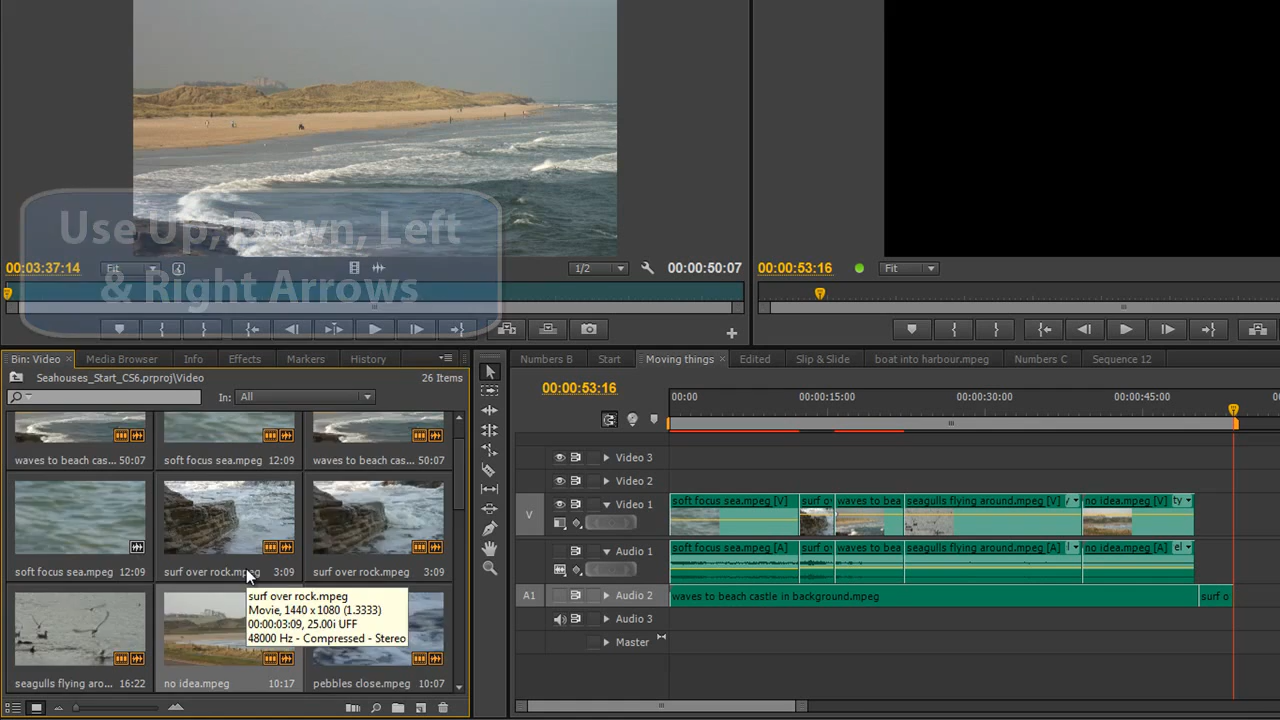 Use Up, Down, Left
& Right Arrows
00:03:37:14
Fit
1/2
00:00:50:07
00:00:53:16
Fit
Bin: Video
Media Browser
Info
Effects
Markers
History
Seahouses_Start_CS6.prproj\Video
26 Items
In:
All
waves to beach cas... 50:07
soft focus sea.mpeg 12:09
waves to beach cas... 50:07
soft focus sea.mpeg 12:09
surf over rock.mpeg 3:09
surf over rock.mpeg 3:09
surf over rock.mpeg
Movie, 1440 x 1080 (1.3333)
00:00:03:09, 25.00i UFF
48000 Hz - Compressed - Stereo
seagulls flying aro... 16:22
no idea.mpeg 10:17
pebbles close.mpeg 10:07
Numbers B
Start
Moving things
Edited
Slip & Slide
boat into harbour.mpeg
Numbers C
Sequence 12
00:00:53:16
00:00
00:00:15:00
00:00:30:00
00:00:45:00
Video 3
Video 2
V
Video 1
soft focus sea.mpeg [V]
surf o
waves to bea
seagulls flying around.mpeg [V]
no idea.mpeg [V]
Audio 1
soft focus sea.mpeg [A]
surf o
waves to bea
seagulls flying around.mpeg [A]
no idea.mpeg [A]
A1
Audio 2
waves to beach castle in background.mpeg
surf o
Audio 3
Master